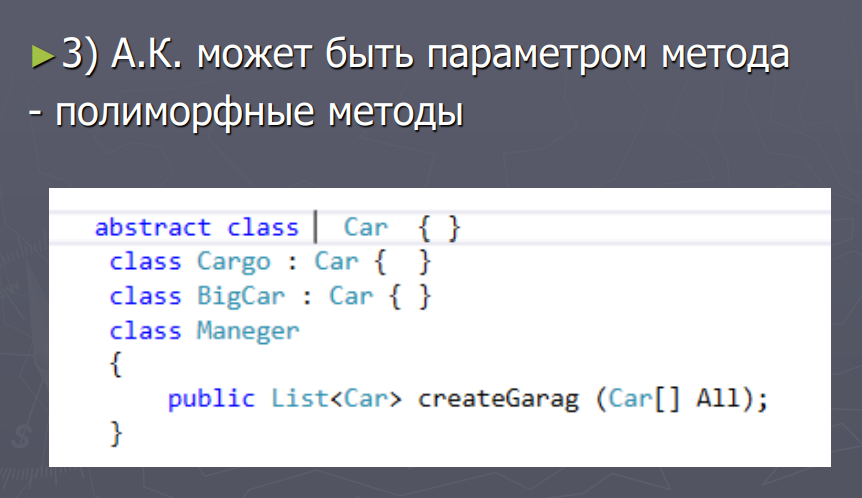 ►3) А.К. может быть параметром метода
- полиморфные методы
abstract class Car { }
class Cargo : Car { }
class BigCar : Car { }
class Maneger
{
public List<Car> createGarag (Car[] All);
}